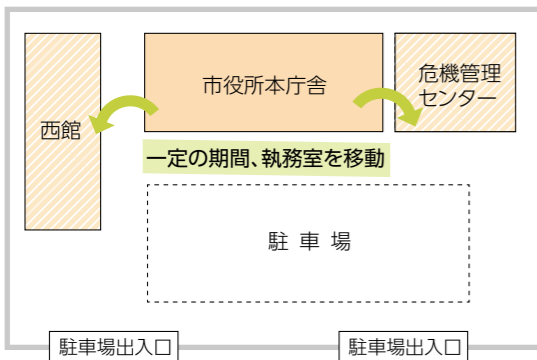 市役所本庁舎
危機管理
センター
西館
一定の期間、執務室を移動
駐車場
駐車場出入口
駐車場出入口